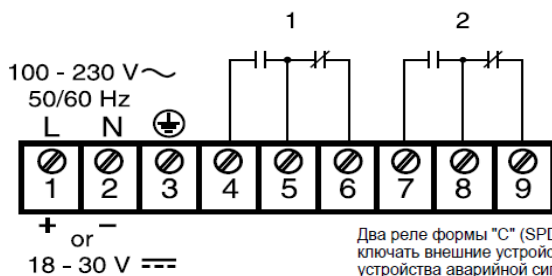 1 2
100 - 230 V～
50/60 Hz
L N
1 2 3 4 5 6 7 8 9
+ or −
18 - 30 V
Два реле формы "С" (SPD
ключать внешние устройс
устройства аварийной сиг